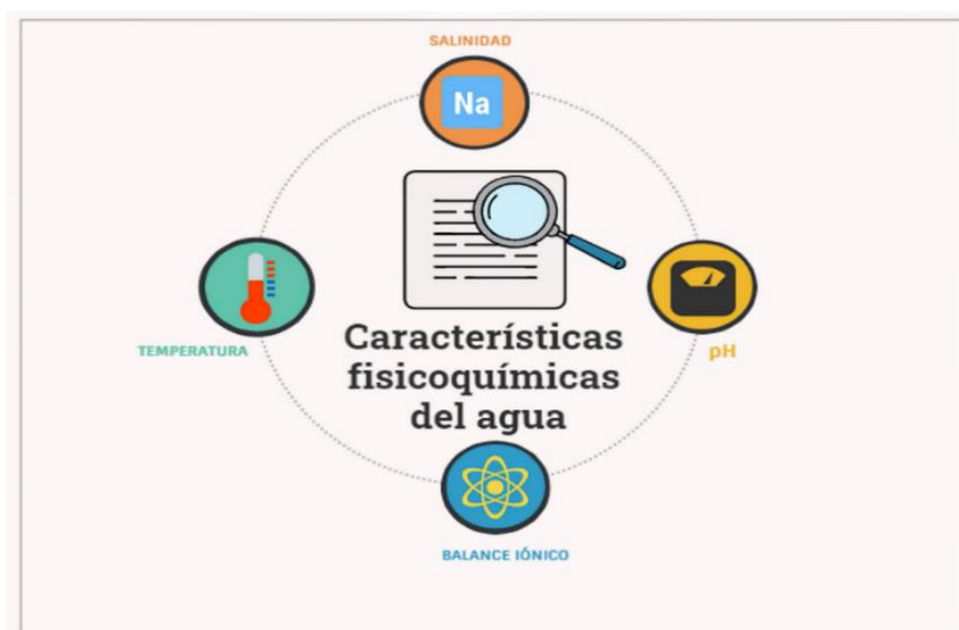 SALINIDAD
Na
TEMPERATURA
Características
fisicoquímicas
del agua
pH
BALANCE IÓNICO